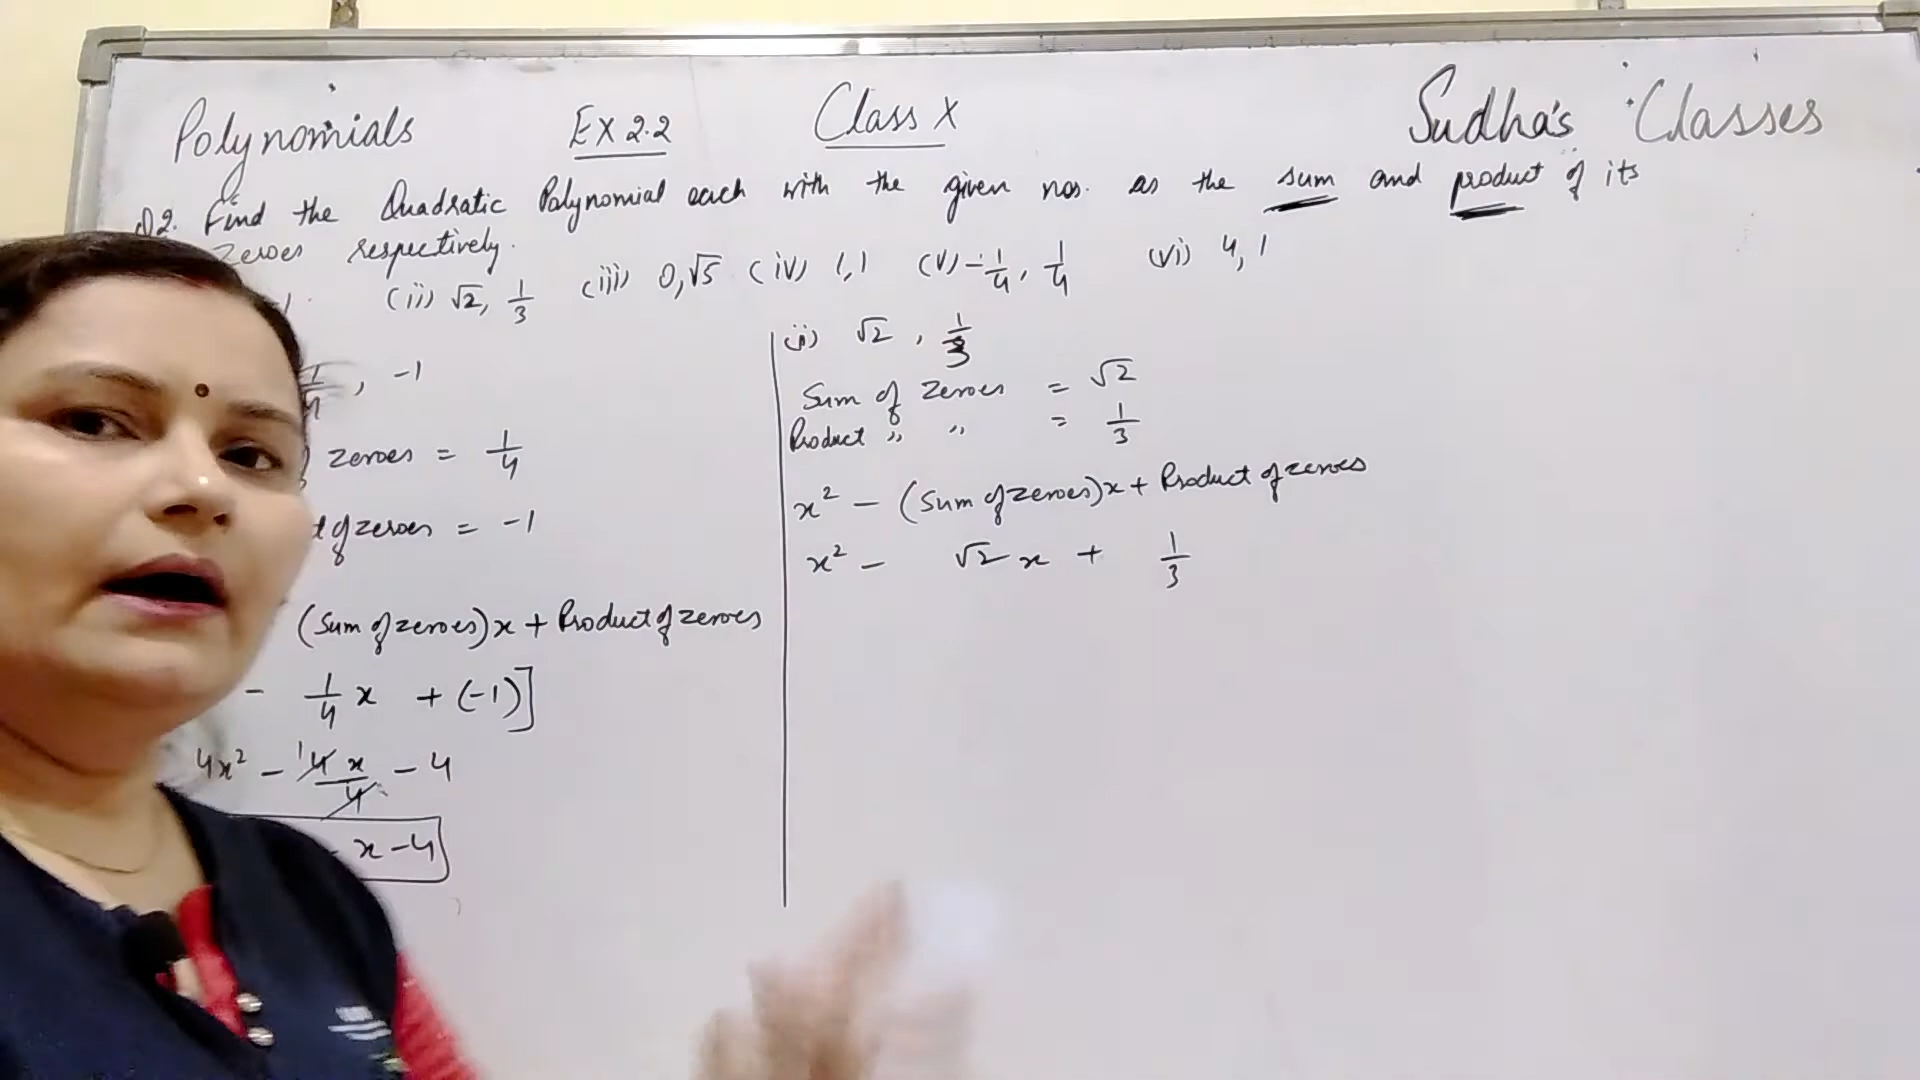 Polynomials EX 2.2 Class X Sudha's Classes
Q2. Find the Quadratic Polynomial each with the given nos. as the sum and product of its
zeroes respectively.
-1 (ii) √2, 1/3 (iii) 0, √5 (iv) 1, 1 (v) -1/4, 1/4 (vi) 4, 1
1/4, -1
zeroes = 1/4
of zeroes = -1
(Sum of zeroes)x + Product of zeroes
- 1/4 x + (-1)]
4x² - 4x/4 - 4
- x - 4
(ii) √2, 1/3
Sum of zeroes = √2
Product " " = 1/3
x² - (Sum of zeroes)x + Product of zeroes
x² - √2 x + 1/3